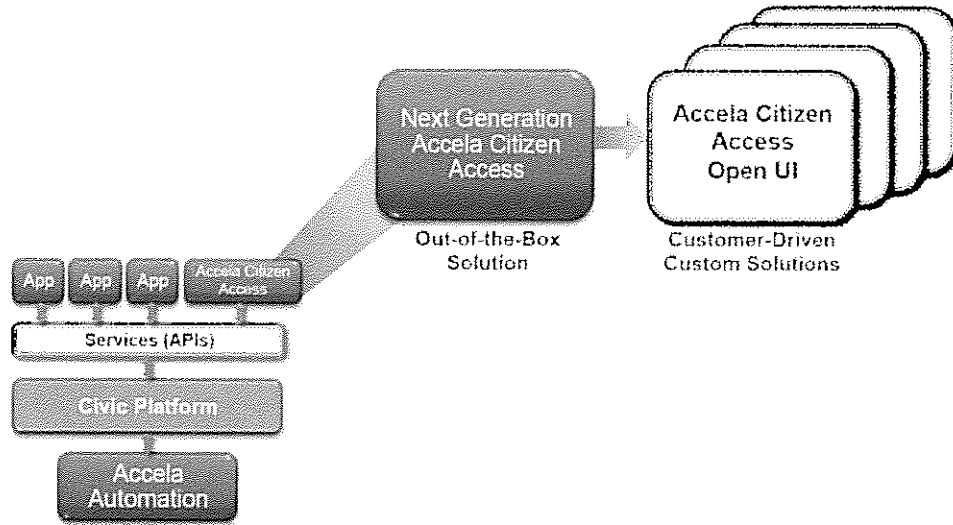 Next Generation
Accela Citizen
Access
Accela Citizen
Access
Open UI
Out-of-the-Box
Solution
Customer-Driven
Custom Solutions
App
App
App
Accela Citizen
Access
Services (APIs)
Civic Platform
Accela
Automation